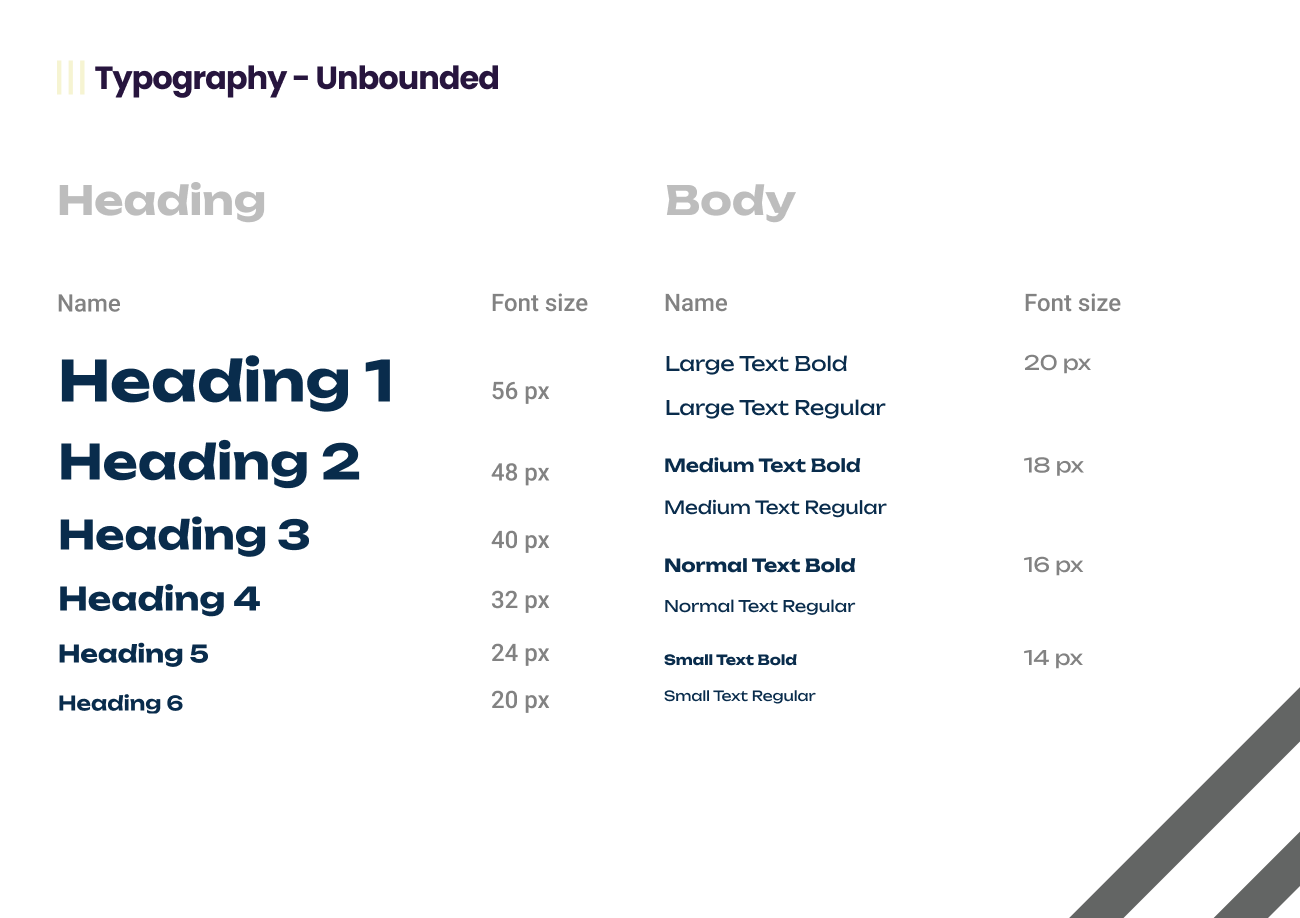 Typography - Unbounded
Heading
Name Font size
Heading 1 56 px
Heading 2 48 px
Heading 3 40 px
Heading 4 32 px
Heading 5 24 px
Heading 6 20 px
Body
Name Font size
Large Text Bold 20 px
Large Text Regular
Medium Text Bold 18 px
Medium Text Regular
Normal Text Bold 16 px
Normal Text Regular
Small Text Bold 14 px
Small Text Regular